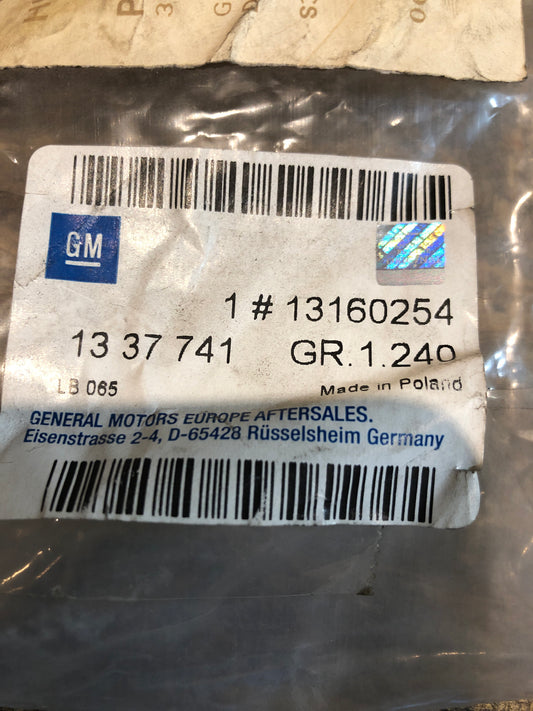 GM
1 # 13160254
13 37 741 GR.1.240
LB 065 Made in Poland
GENERAL MOTORS EUROPE AFTERSALES.
Eisenstrasse 2-4, D-65428 Rüsselsheim Germany